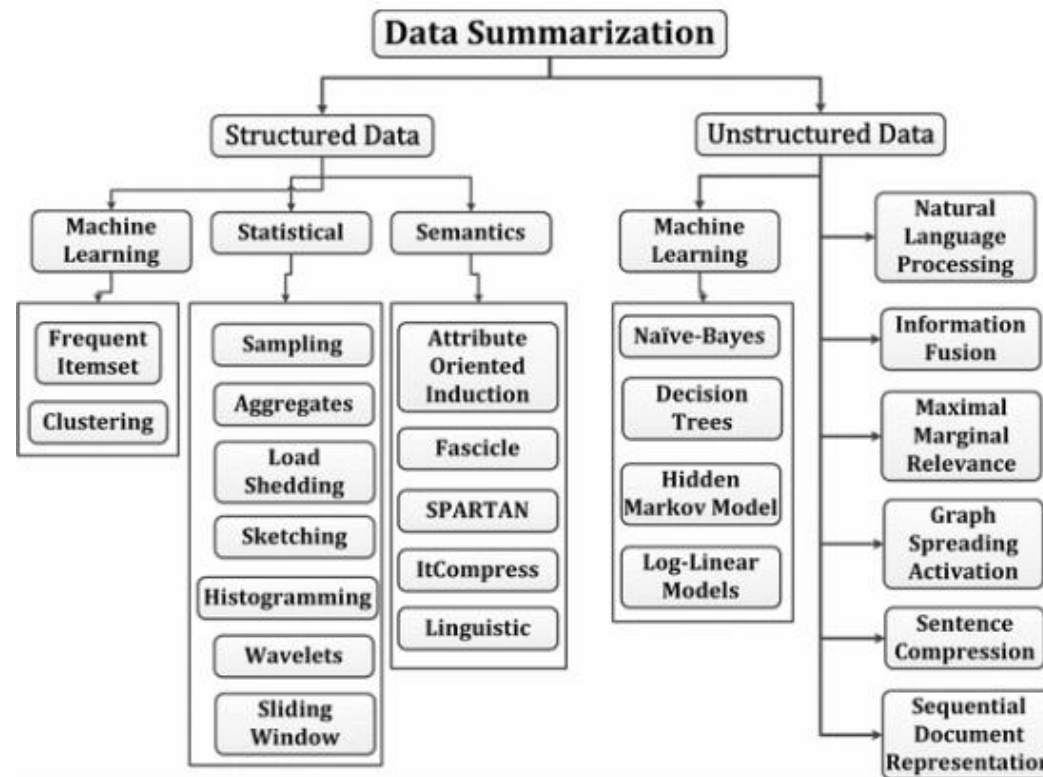 Data Summarization
Structured Data
Unstructured Data
Machine
Learning
Statistical
Semantics
Machine
Learning
Frequent
Itemset
Clustering
Sampling
Aggregates
Load
Shedding
Sketching
Histogramming
Wavelets
Sliding
Window
Attribute
Oriented
Induction
Fascicle
SPARTAN
ItCompress
Linguistic
Naïve-Bayes
Decision
Trees
Hidden
Markov Model
Log-Linear
Models
Natural
Language
Processing
Information
Fusion
Maximal
Marginal
Relevance
Graph
Spreading
Activation
Sentence
Compression
Sequential
Document
Representation